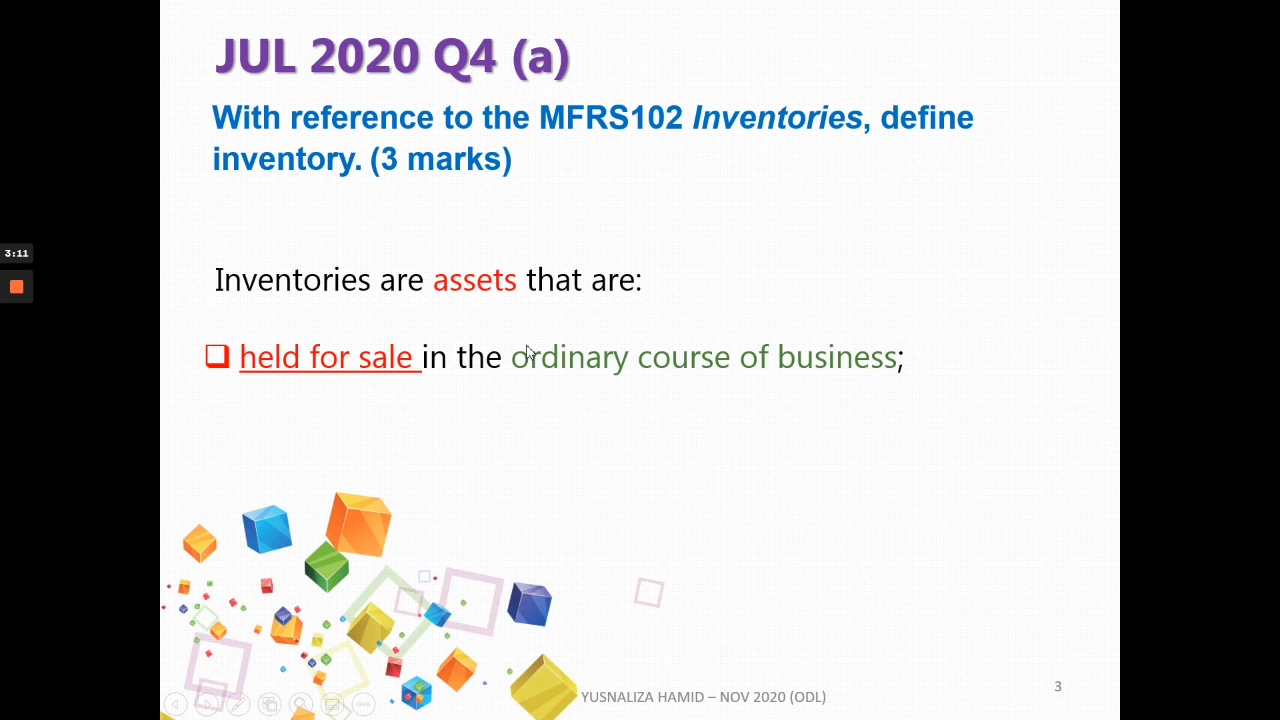 JUL 2020 Q4 (a)
With reference to the MFRS102 Inventories, define
inventory. (3 marks)
3:11
Inventories are assets that are:
held for sale in the ordinary course of business;
YUSNALIZA HAMID – NOV 2020 (ODL)
3